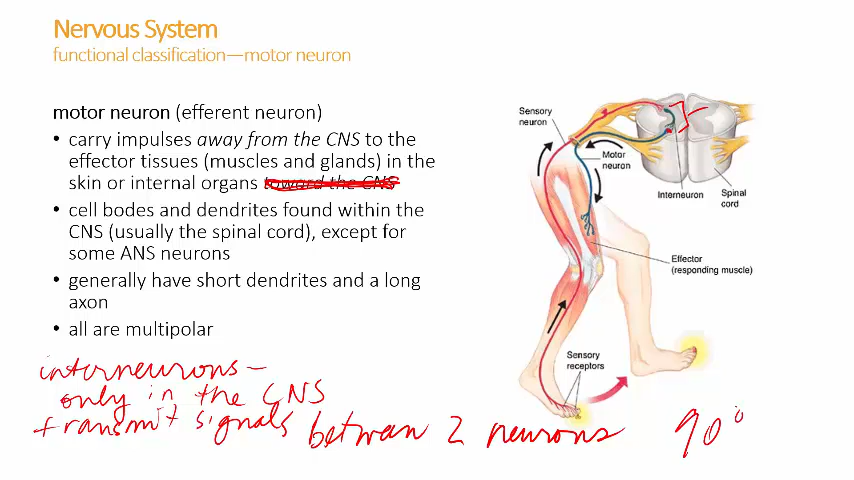 Nervous System
functional classification—motor neuron
motor neuron (efferent neuron)
• carry impulses away from the CNS to the
effector tissues (muscles and glands) in the
skin or internal organs toward the CNS
• cell bodes and dendrites found within the
CNS (usually the spinal cord), except for
some ANS neurons
• generally have short dendrites and a long
axon
• all are multipolar
Sensory
neuron
Motor
neuron
Interneuron
Spinal
cord
Effector
(responding muscle)
Sensory
receptors
interneurons—
only in the CNS
transmit signals between 2 neurons 90°